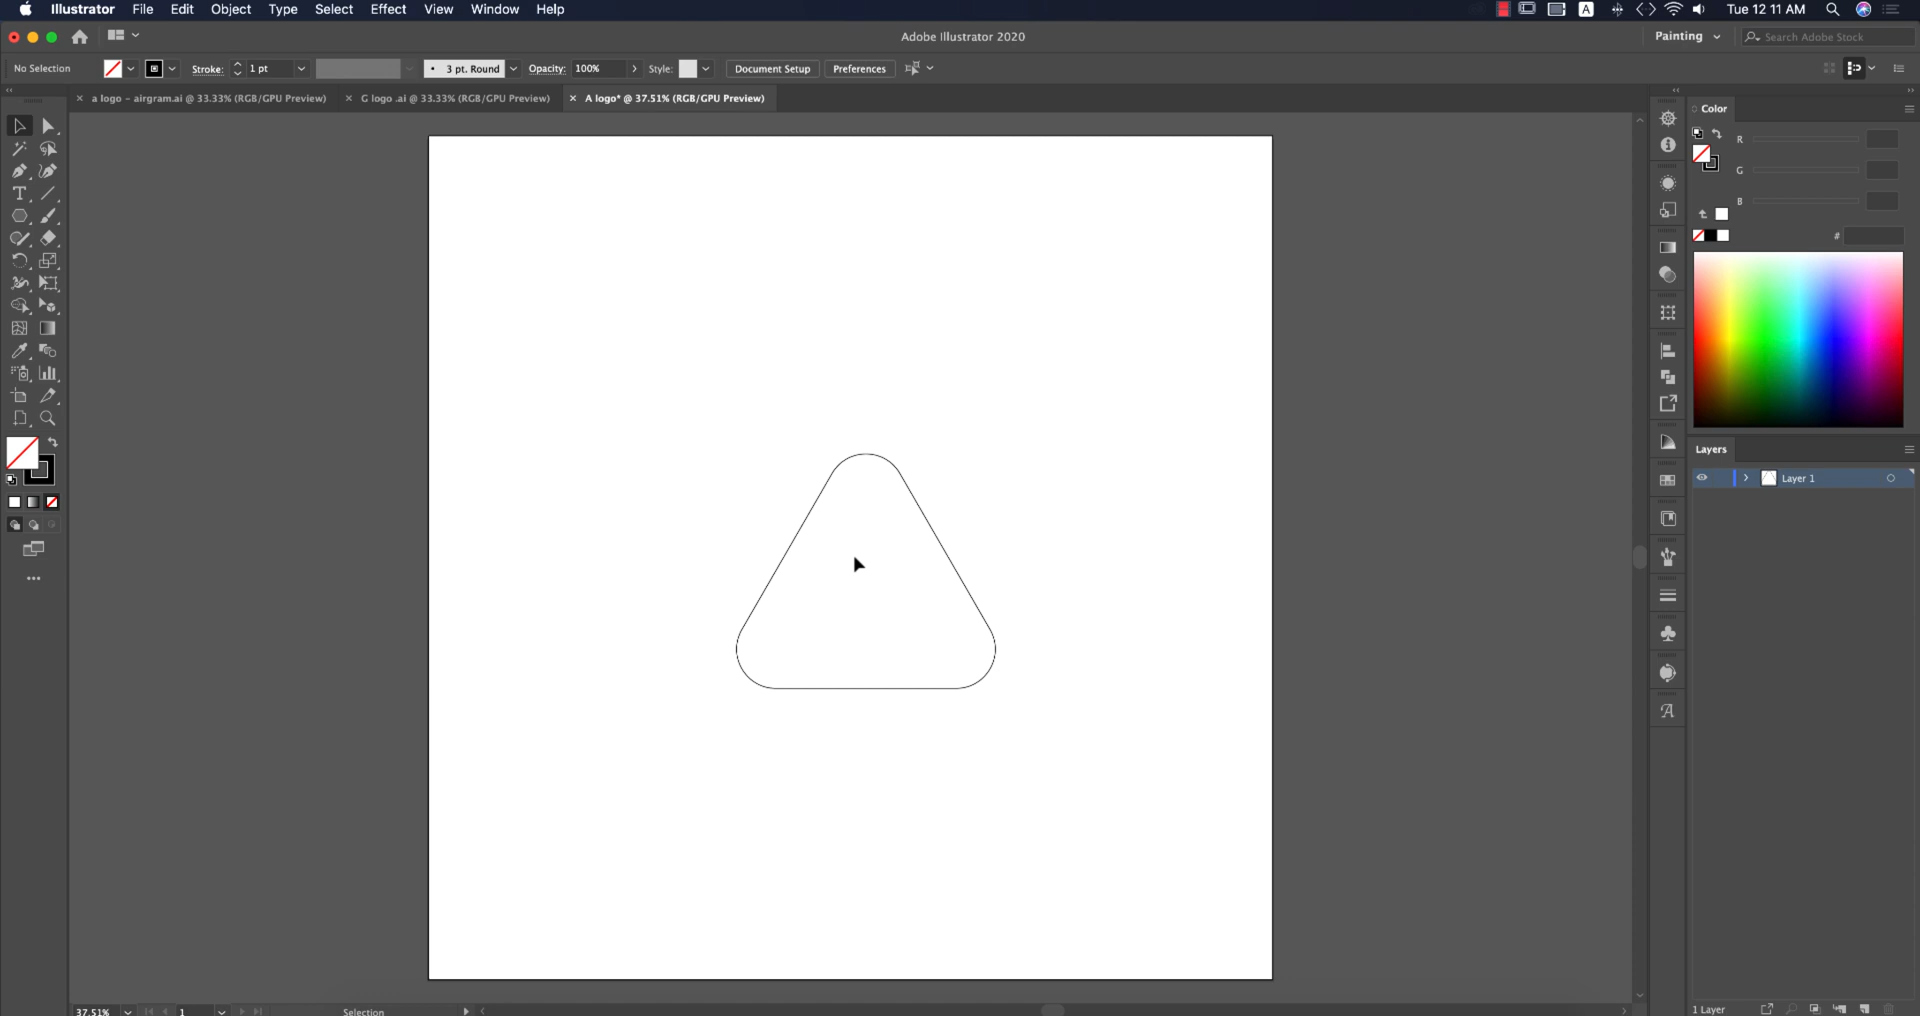 Illustrator File Edit Object Type Select Effect View Window Help A Tue 12 11 AM
Adobe Illustrator 2020 Painting Search Adobe Stock
No Selection Stroke: 1 pt 3 pt. Round Opacity: 100% Style: Document Setup Preferences
a logo - airgram.ai @ 33.33% (RGB/GPU Preview) G logo .ai @ 33.33% (RGB/GPU Preview) A logo* @ 37.51% (RGB/GPU Preview)
Color
R
G
B
#
Layers
Layer 1
37.51% 1 Selection 1 Layer